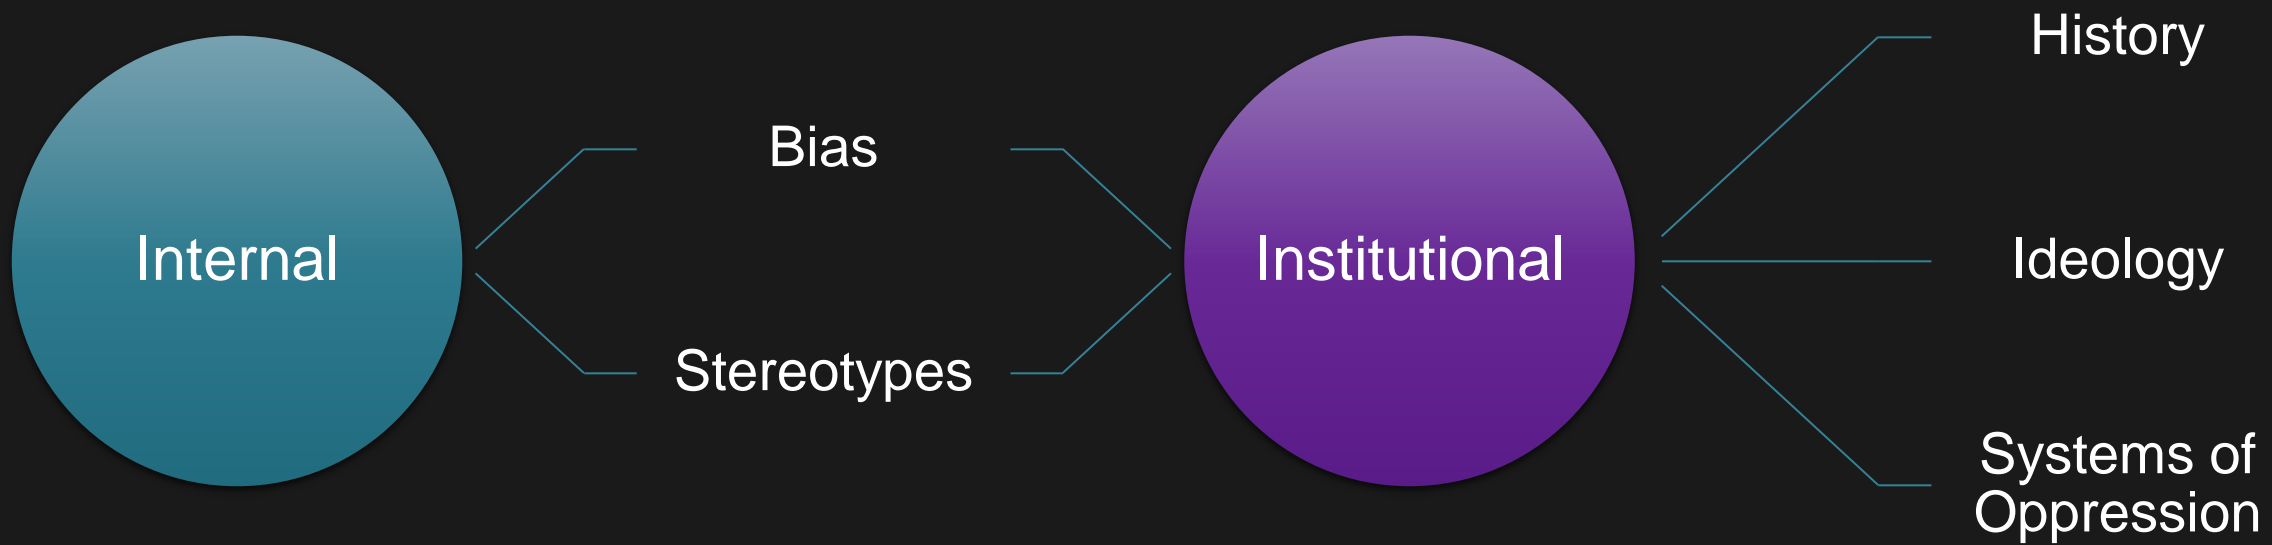 Internal
Bias
Stereotypes
Institutional
History
Ideology
Systems of
Oppression